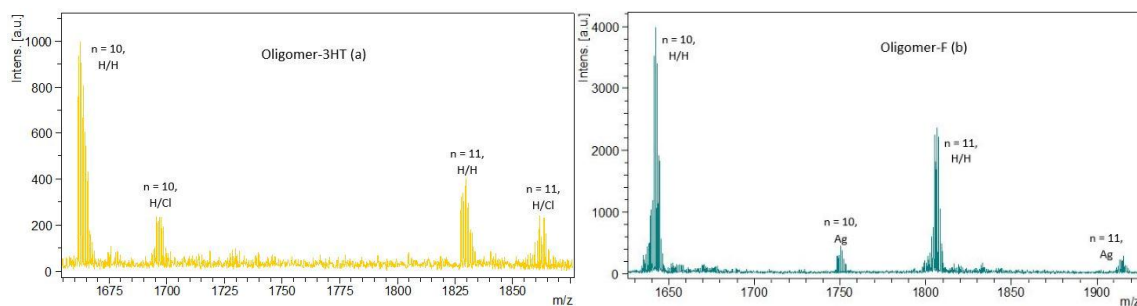 Intens. [a.u.]
1000
800
600
400
200
0
n = 10,
H/H
Oligomer-3HT (a)
n = 10,
H/Cl
n = 11,
H/H
n = 11,
H/Cl
1675
1700
1725
1750
1775
1800
1825
1850
m/z
Intens. [a.u.]
4000
3000
2000
1000
0
n = 10,
H/H
Oligomer-F (b)
n = 10,
Ag
n = 11,
H/H
n = 11,
Ag
1650
1700
1750
1800
1850
1900
m/z